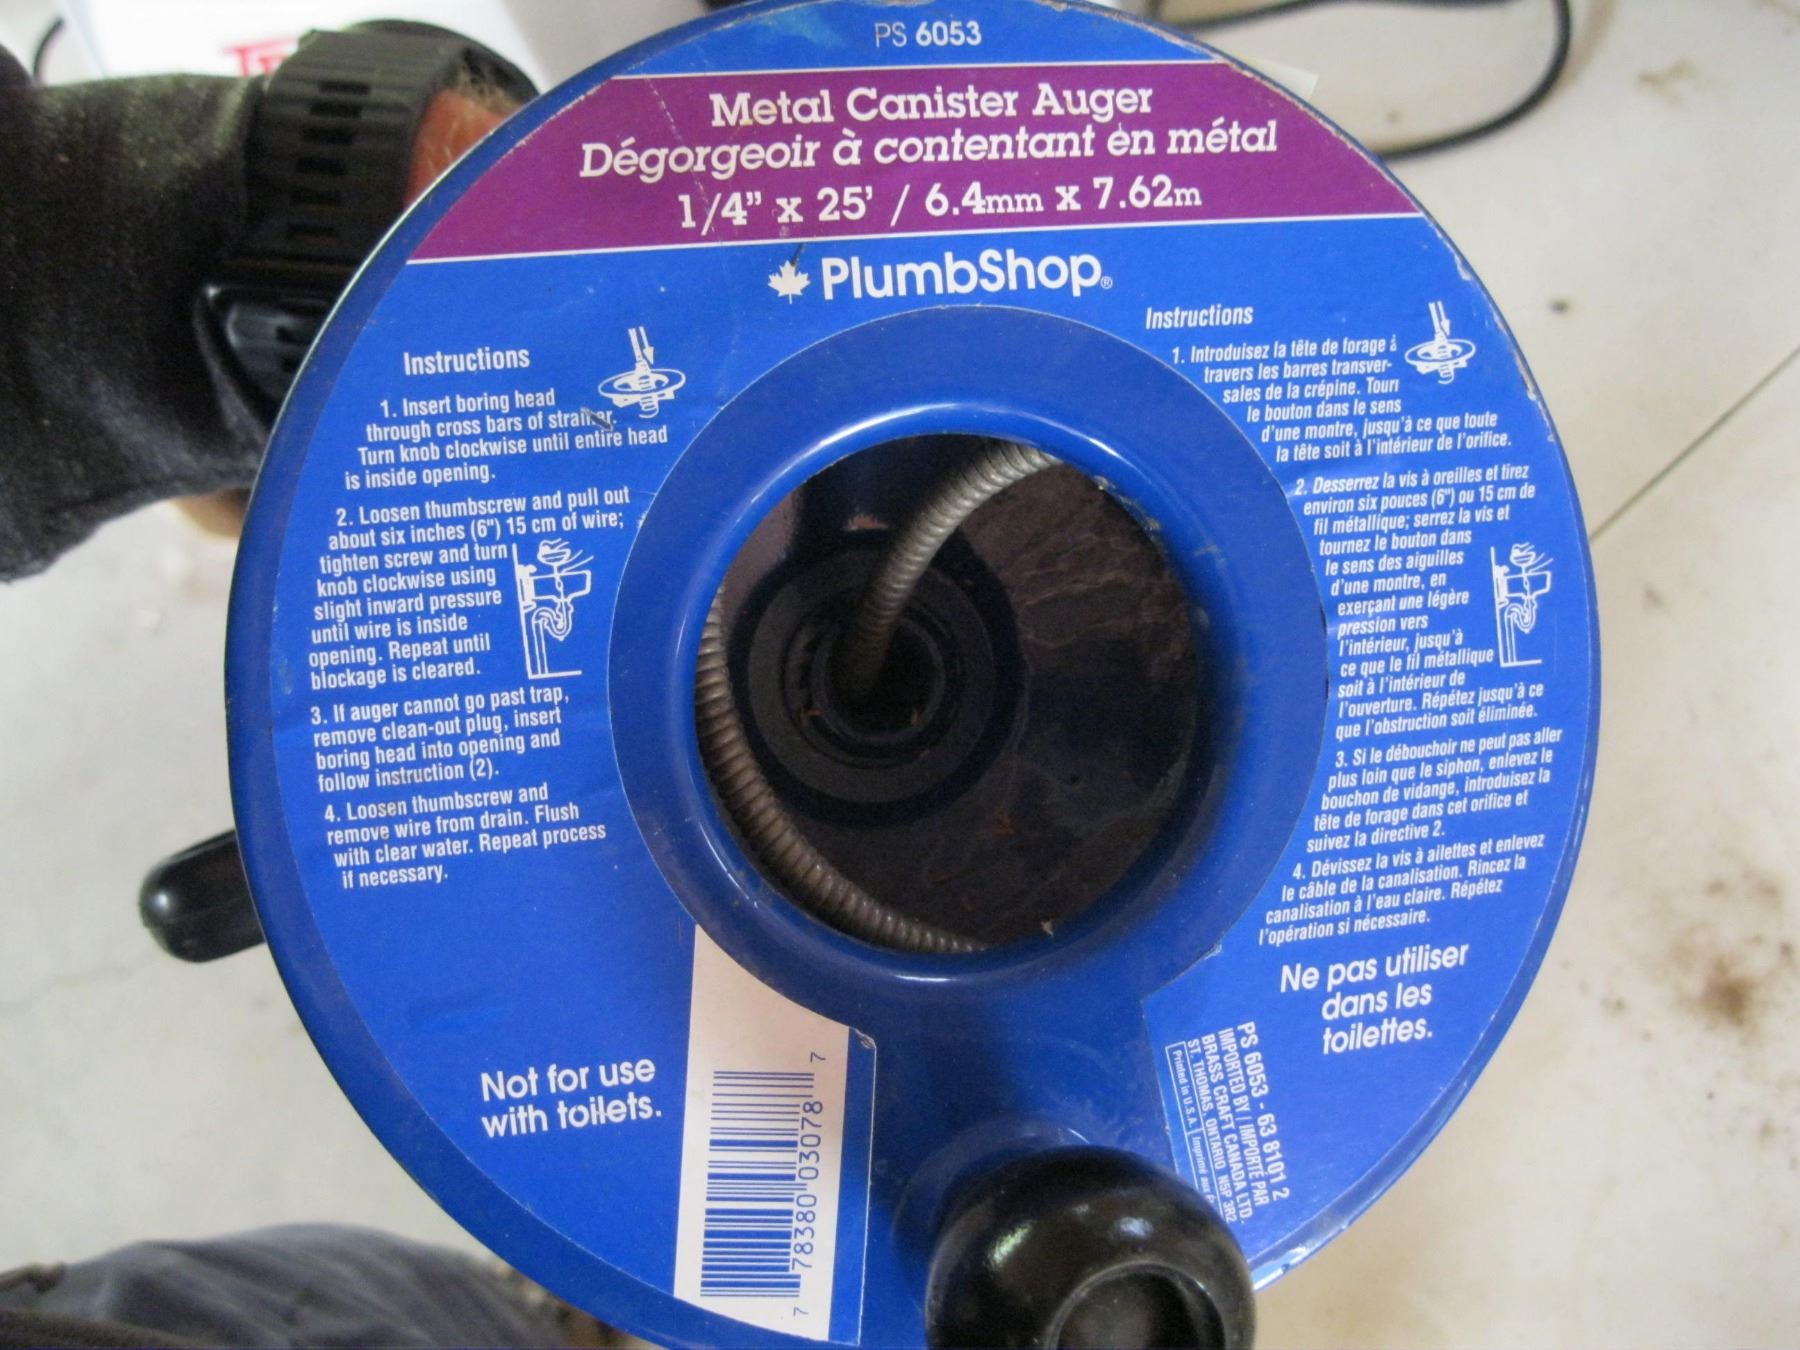 PS 6053
Metal Canister Auger
Dégorgeoir à contentant en métal
1/4" x 25' / 6.4mm x 7.62m
PlumbShop®
Instructions
1. Insert boring head
through cross bars of strainer.
Turn knob clockwise until entire head
is inside opening.
2. Loosen thumbscrew and pull out
about six inches (6") 15 cm of wire;
tighten screw and turn
knob clockwise using
slight inward pressure
until wire is inside
opening. Repeat until
blockage is cleared.
3. If auger cannot go past trap,
remove clean-out plug, insert
boring head into opening and
follow instruction (2).
4. Loosen thumbscrew and
remove wire from drain. Flush
with clear water. Repeat process
if necessary.
Not for use
with toilets.
7 78380 03078 7
Instructions
1. Introduisez la tête de forage à
travers les barres transver-
sales de la crépine. Tourn
le bouton dans le sens
d'une montre, jusqu'à ce que toute
la tête soit à l'intérieur de l'orifice.
2. Desserrez la vis à oreilles et tirez
environ six pouces (6") ou 15 cm de
fil métallique; serrez la vis et
tournez le bouton dans
le sens des aiguilles
d'une montre, en
exerçant une légère
pression vers
l'intérieur, jusqu'à
ce que le fil métallique
soit à l'intérieur de
l'ouverture. Répétez jusqu'à ce
que l'obstruction soit éliminée.
3. Si le débouchoir ne peut pas aller
plus loin que le siphon, enlevez le
bouchon de vidange, introduisez la
tête de forage dans cet orifice et
suivez la directive 2.
4. Dévissez la vis à ailettes et enlevez
le câble de la canalisation. Rincez la
canalisation à l'eau claire. Répétez
l'opération si nécessaire.
Ne pas utiliser
dans les
toilettes.
PS 6053 - 63 8101 2
IMPORTED BY / IMPORTÉ PAR
BRASS CRAFT CANADA LTD.
ST. THOMAS, ONTARIO N5P 3R2
Printed in U.S.A. Imprimé aux